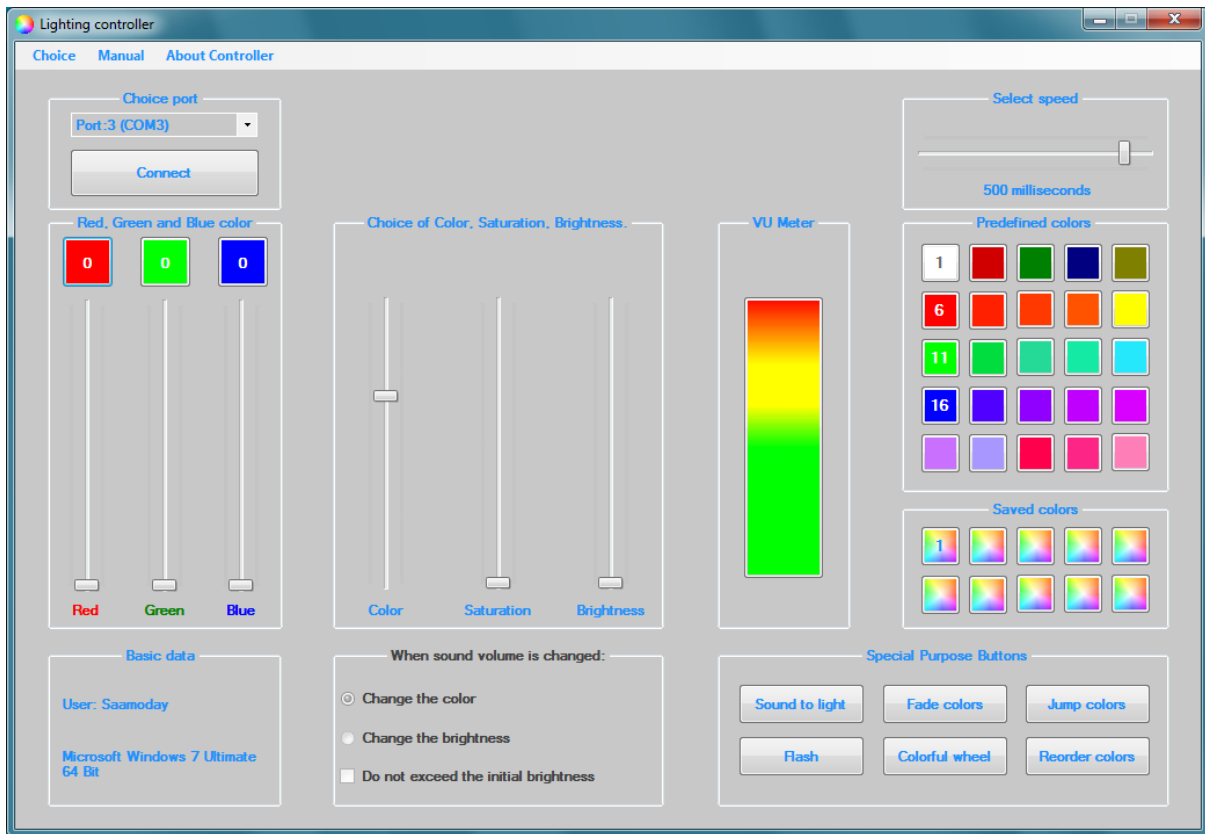 Lighting controller
Choice Manual About Controller
Choice port
Port:3 (COM3)
Connect
Select speed
500 milliseconds
Red, Green and Blue color
0 0 0
Red Green Blue
Choice of Color, Saturation, Brightness.
Color Saturation Brightness
VU Meter
Predefined colors
1
6
11
16
Saved colors
1
Basic data
User: Saamoday
Microsoft Windows 7 Ultimate
64 Bit
When sound volume is changed:
Change the color
Change the brightness
Do not exceed the initial brightness
Special Purpose Buttons
Sound to light Fade colors Jump colors
Flash Colorful wheel Reorder colors